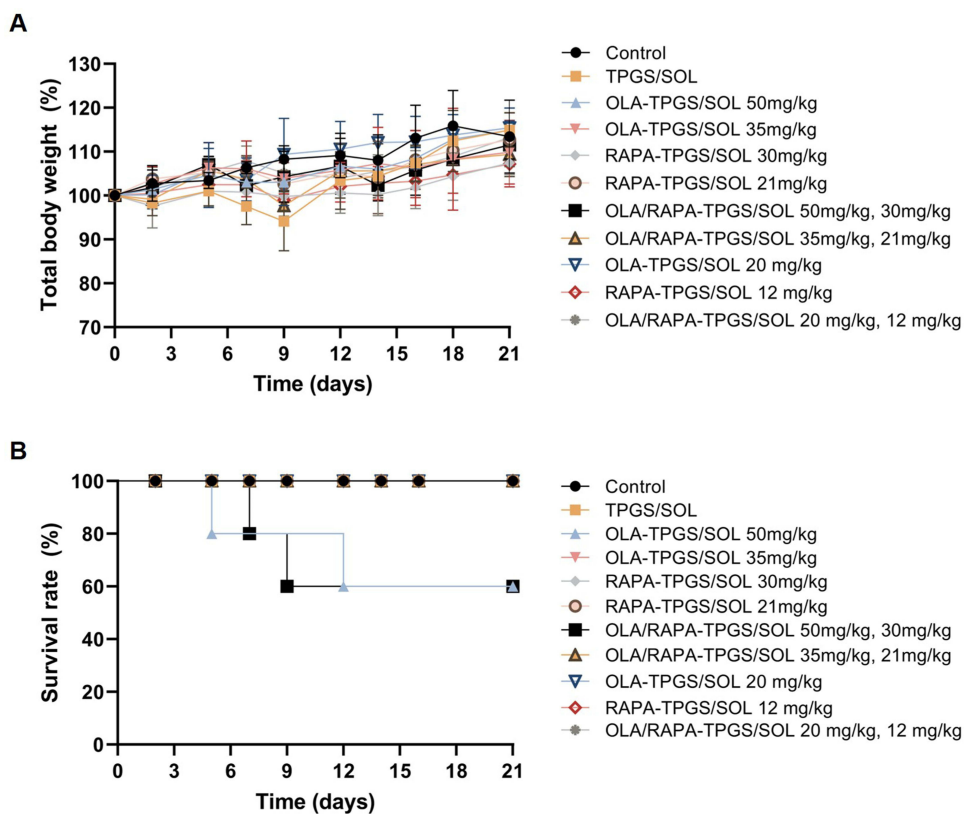 A
Total body weight (%)
130
120
110
100
90
80
70
0 3 6 9 12 15 18 21
Time (days)
Control
TPGS/SOL
OLA-TPGS/SOL 50mg/kg
OLA-TPGS/SOL 35mg/kg
RAPA-TPGS/SOL 30mg/kg
RAPA-TPGS/SOL 21mg/kg
OLA/RAPA-TPGS/SOL 50mg/kg, 30mg/kg
OLA/RAPA-TPGS/SOL 35mg/kg, 21mg/kg
OLA-TPGS/SOL 20 mg/kg
RAPA-TPGS/SOL 12 mg/kg
OLA/RAPA-TPGS/SOL 20 mg/kg, 12 mg/kg
B
Survival rate (%)
100
80
60
40
20
0
0 3 6 9 12 15 18 21
Time (days)
Control
TPGS/SOL
OLA-TPGS/SOL 50mg/kg
OLA-TPGS/SOL 35mg/kg
RAPA-TPGS/SOL 30mg/kg
RAPA-TPGS/SOL 21mg/kg
OLA/RAPA-TPGS/SOL 50mg/kg, 30mg/kg
OLA/RAPA-TPGS/SOL 35mg/kg, 21mg/kg
OLA-TPGS/SOL 20 mg/kg
RAPA-TPGS/SOL 12 mg/kg
OLA/RAPA-TPGS/SOL 20 mg/kg, 12 mg/kg